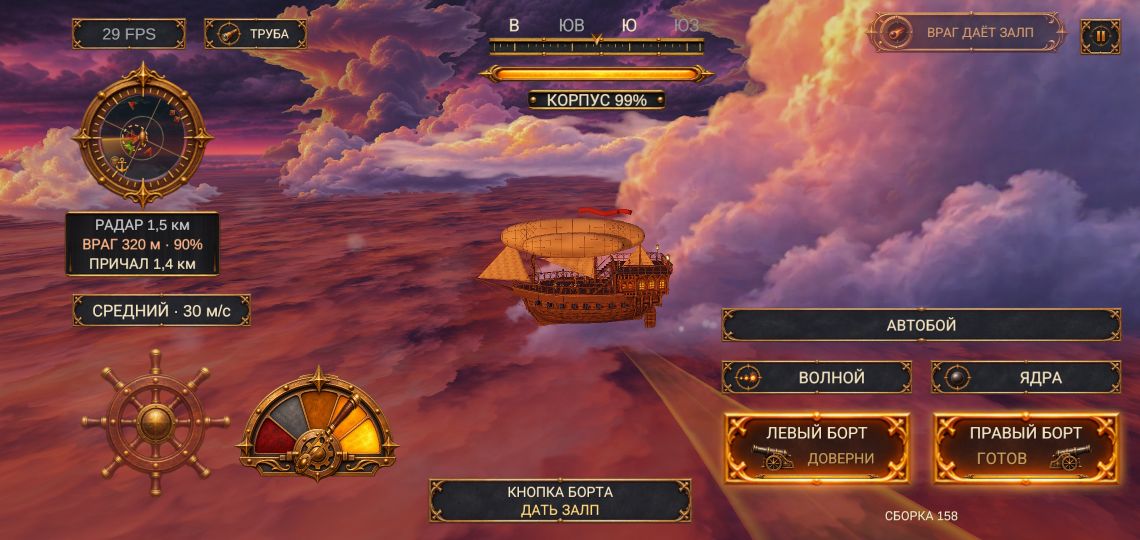 29 FPS
ТРУБА
В ЮВ Ю ЮЗ
КОРПУС 99%
ВРАГ ДАЁТ ЗАЛП
РАДАР 1,5 км
ВРАГ 320 м · 90%
ПРИЧАЛ 1,4 км
СРЕДНИЙ · 30 м/с
АВТОБОЙ
ВОЛНОЙ
ЯДРА
ЛЕВЫЙ БОРТ
ДОВЕРНИ
ПРАВЫЙ БОРТ
ГОТОВ
КНОПКА БОРТА
ДАТЬ ЗАЛП
СБОРКА 158